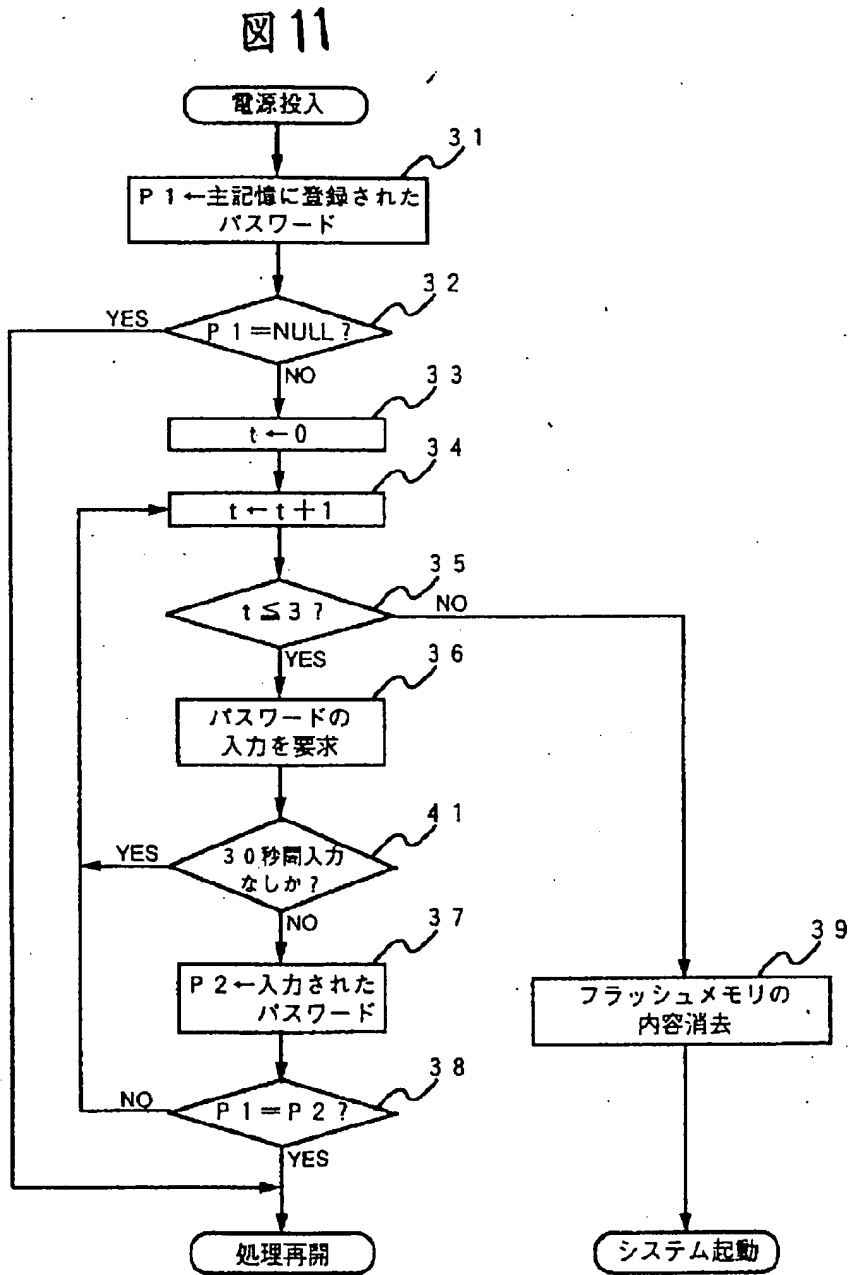 図11
電源投入
31
P1←主記憶に登録された
パスワード
32
YES
P1=NULL?
NO
33
t←0
34
t←t+1
35
t≦3?
NO
YES
36
パスワードの
入力を要求
41
YES
30秒間入力
なしか?
NO
37
P2←入力された
パスワード
39
フラッシュメモリの
内容消去
38
NO
P1=P2?
YES
処理再開
システム起動